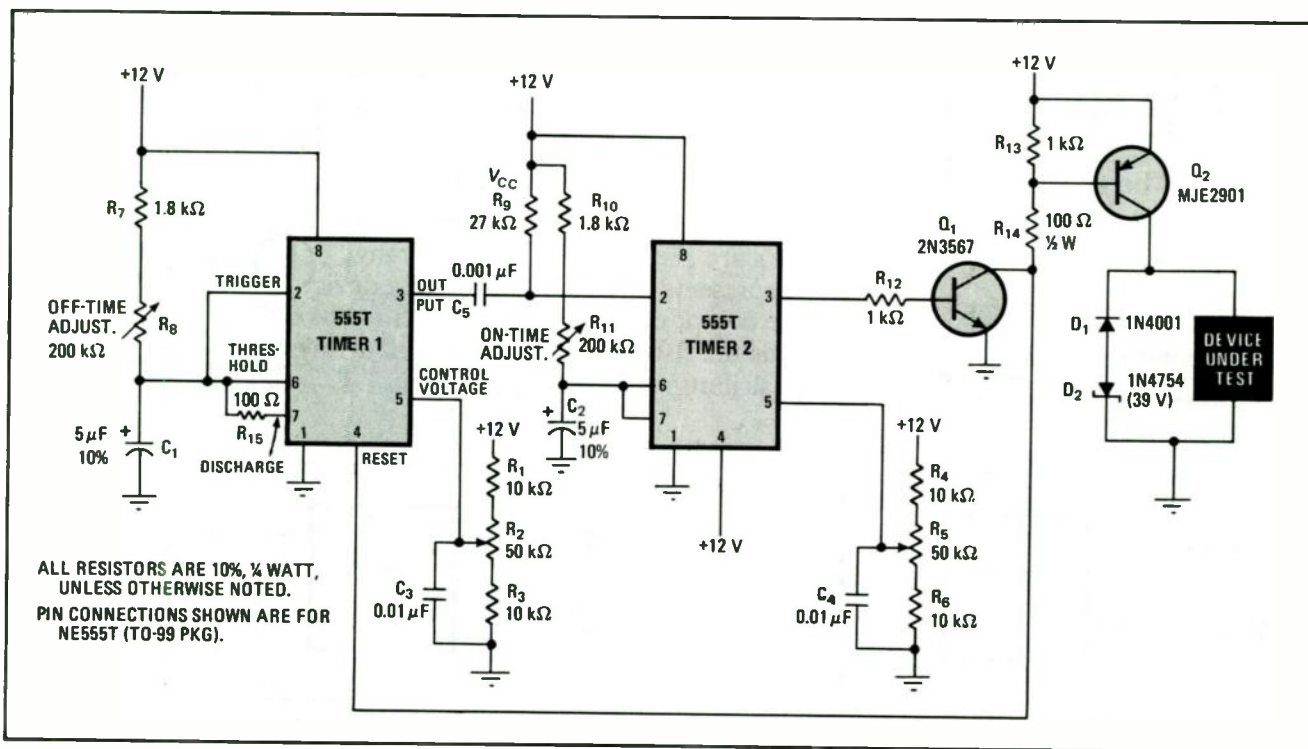 +12 V
R7
1.8 kΩ
OFF-TIME
ADJUST.
200 kΩ
R8
5 µF
10%
+
C1
TRIGGER
THRES-
HOLD
100 Ω
R15
DISCHARGE
8
2
3
555T
TIMER 1
6
5
7
1
4
RESET
OUT
PUT
CONTROL
VOLTAGE
0.001 µF
C5
+12 V
VCC
R9
27 kΩ
R10
1.8 kΩ
ON-TIME
ADJUST.
R11
200 kΩ
+
C2
5 µF
10%
8
2
3
555T
TIMER 2
6
5
7
1
4
+12 V
+12 V
R1
10 kΩ
R2
50 kΩ
R3
10 kΩ
C3
0.01 µF
R12
1 kΩ
Q1
2N3567
+12 V
R4
10 kΩ
R5
50 kΩ
R6
10 kΩ
C4
0.01 µF
+12 V
R13
1 kΩ
R14
100 Ω
½ W
Q2
MJE2901
D1
1N4001
D2
1N4754
(39 V)
DEVICE
UNDER
TEST
ALL RESISTORS ARE 10%, ¼ WATT,
UNLESS OTHERWISE NOTED.
PIN CONNECTIONS SHOWN ARE FOR
NE555T (TO-99 PKG).